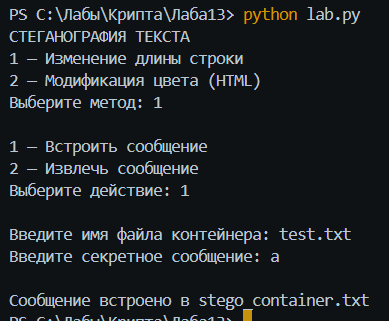 PS C:\Лабы\Крипта\Лаба13> python lab.py
СТЕГАНОГРАФИЯ ТЕКСТА
1 — Изменение длины строки
2 — Модификация цвета (HTML)
Выберите метод: 1
1 — Встроить сообщение
2 — Извлечь сообщение
Выберите действие: 1
Введите имя файла контейнера: test.txt
Введите секретное сообщение: a
Сообщение встроено в stego_container.txt
PS C:\Лабы\Крипта\Лаба13>